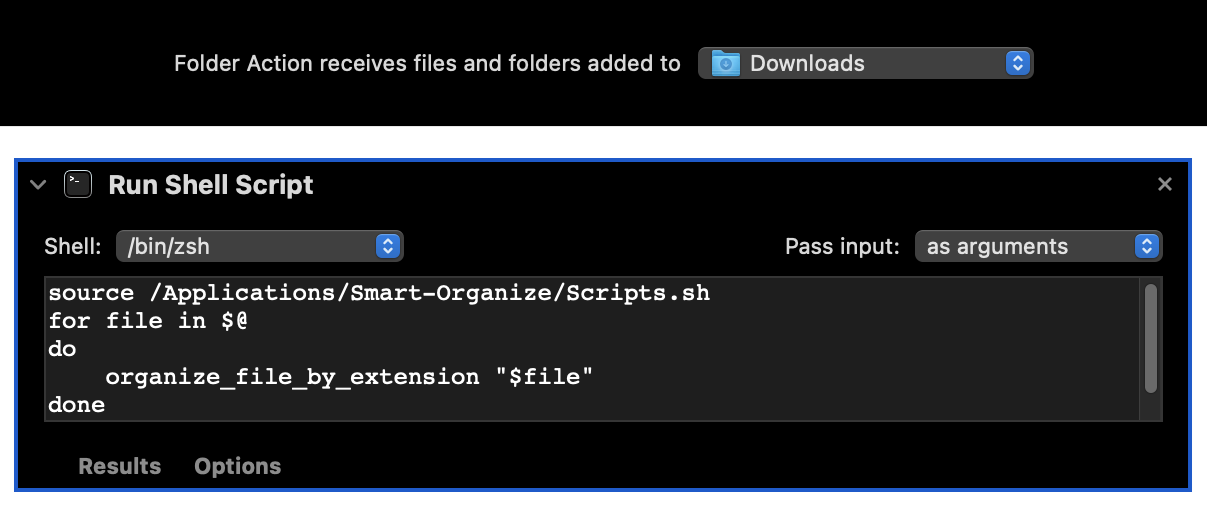 Folder Action receives files and folders added to Downloads
Run Shell Script
Shell: /bin/zsh Pass input: as arguments
source /Applications/Smart-Organize/Scripts.sh
for file in $@
do
    organize_file_by_extension "$file"
done
Results Options